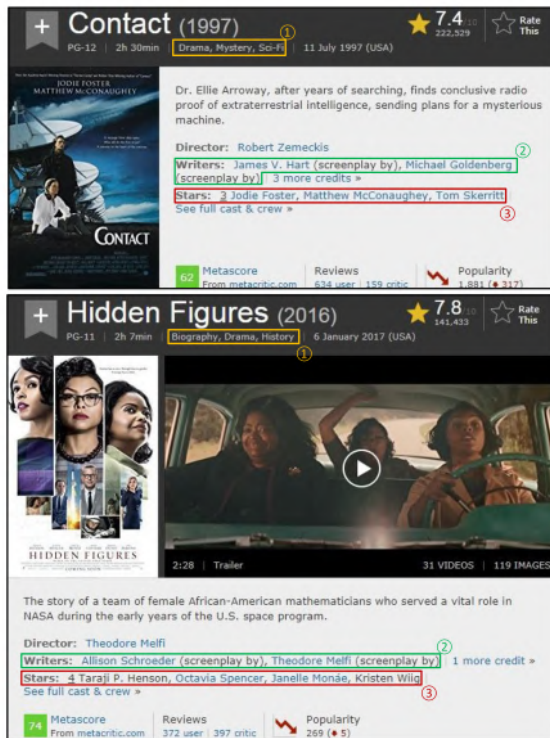 + Contact (1997)
7.4/10
222,529
Rate This
①
PG-12 | 2h 30min | Drama, Mystery, Sci-Fi | 11 July 1997 (USA)
JODIE FOSTER
MATTHEW McCONAUGHEY
CONTACT
Dr. Ellie Arroway, after years of searching, finds conclusive radio
proof of extraterrestrial intelligence, sending plans for a mysterious
machine.
Director: Robert Zemeckis
②
Writers: James V. Hart (screenplay by), Michael Goldenberg
(screenplay by) | 3 more credits »
Stars: 3 Jodie Foster, Matthew McConaughey, Tom Skerritt |
③
See full cast & crew »
62 Metascore
From metacritic.com
Reviews
634 user | 159 critic
Popularity
1,881 (317)
+ Hidden Figures (2016)
7.8/10
141,433
Rate This
PG-11 | 2h 7min | Biography, Drama, History | 6 January 2017 (USA)
①
HIDDEN FIGURES
2:28 | Trailer
31 VIDEOS | 119 IMAGES
The story of a team of female African-American mathematicians who served a vital role in
NASA during the early years of the U.S. space program.
Director: Theodore Melfi
②
Writers: Allison Schroeder (screenplay by), Theodore Melfi (screenplay by) | 1 more credit »
Stars: 4 Taraji P. Henson, Octavia Spencer, Janelle Monáe, Kristen Wiig
③
See full cast & crew »
74 Metascore
From metacritic.com
Reviews
372 user | 397 critic
Popularity
269 (5)